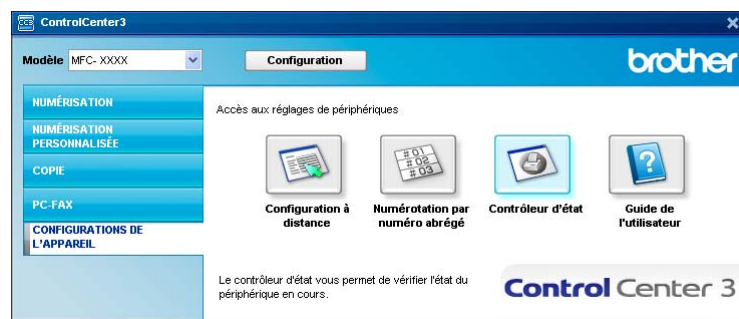 ControlCenter3
Modèle MFC- XXXX
Configuration
brother
NUMÉRISATION
NUMÉRISATION
PERSONNALISÉE
COPIE
PC-FAX
CONFIGURATIONS DE
L'APPAREIL
Accès aux réglages de périphériques
# 01
# 02
# 03
?
Configuration à
distance
Numérotation par
numéro abrégé
Contrôleur d'état
Guide de
l'utilisateur
Le contrôleur d'état vous permet de vérifier l'état du
périphérique en cours.
Control Center 3